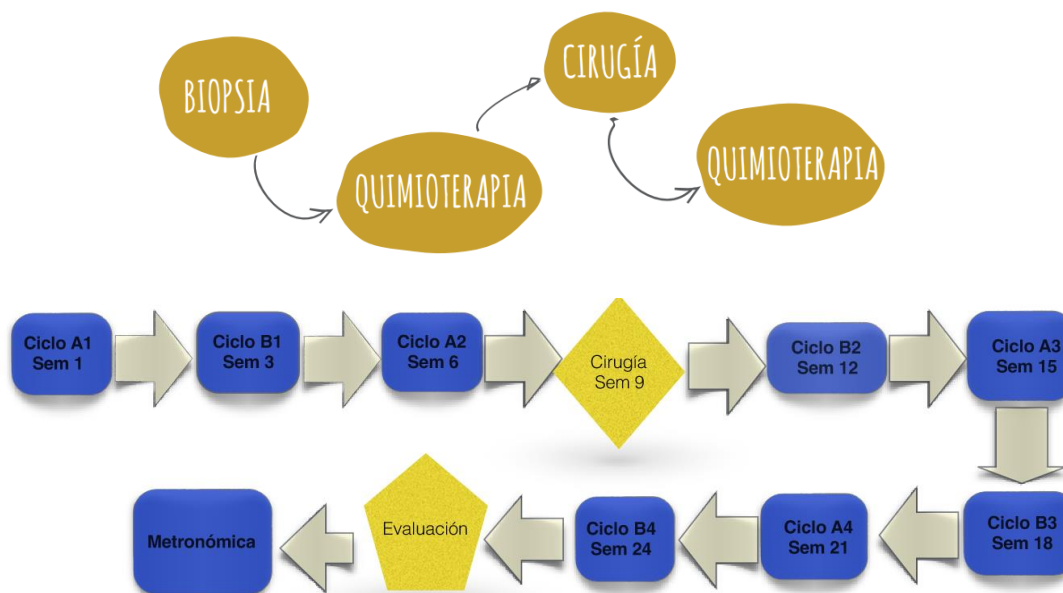 BIOPSIA
QUIMIOTERAPIA
CIRUGÍA
QUIMIOTERAPIA
Ciclo A1
Sem 1
Ciclo B1
Sem 3
Ciclo A2
Sem 6
Cirugía
Sem 9
Ciclo B2
Sem 12
Ciclo A3
Sem 15
Ciclo B3
Sem 18
Ciclo A4
Sem 21
Ciclo B4
Sem 24
Evaluación
Metronómica